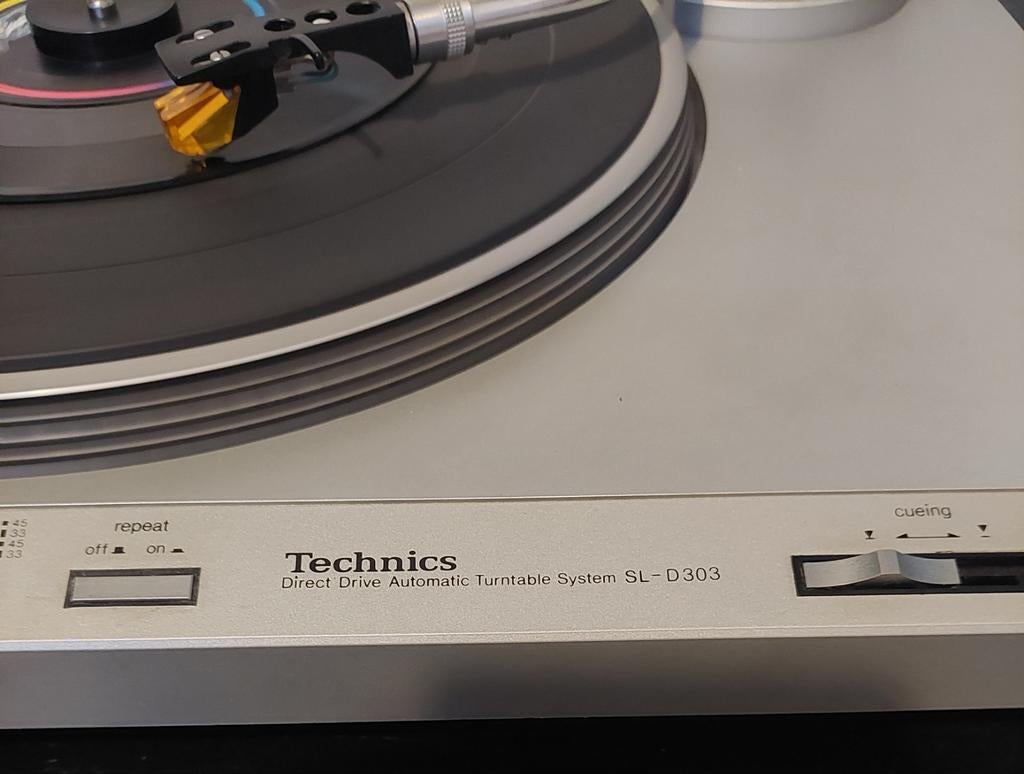 45
33
45
33
repeat
off on
Technics
Direct Drive Automatic Turntable System SL-D303
cueing